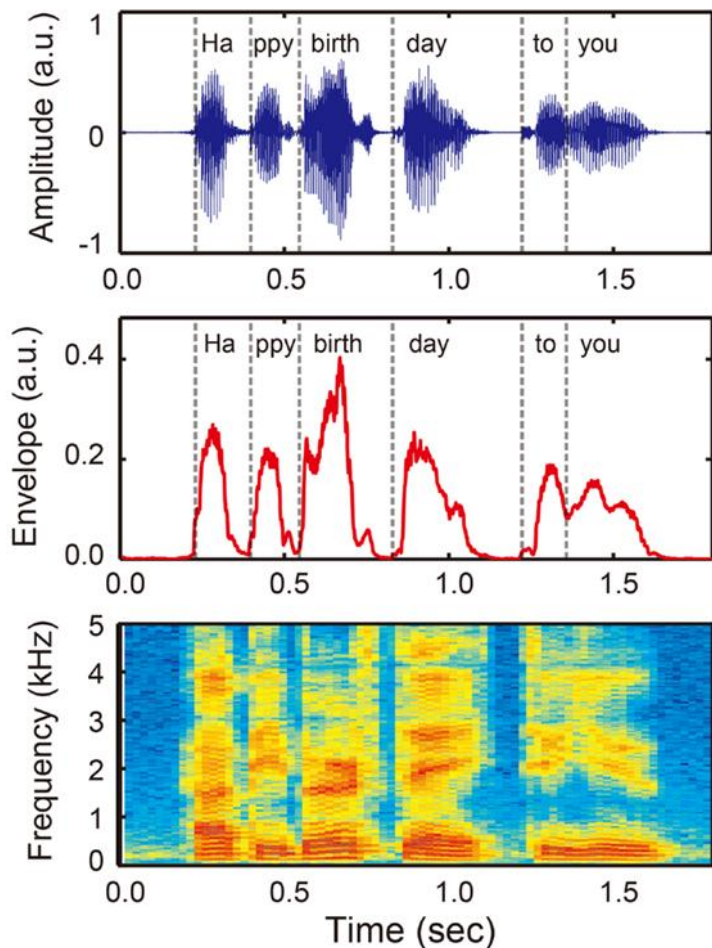 1
Ha ppy birth day to you
Amplitude (a.u.)
0
-1
0.0 0.5 1.0 1.5
Ha ppy birth day to you
0.4
Envelope (a.u.)
0.2
0.0
0.0 0.5 1.0 1.5
5
4
3
Frequency (kHz)
2
1
0
0.0 0.5 1.0 1.5
Time (sec)